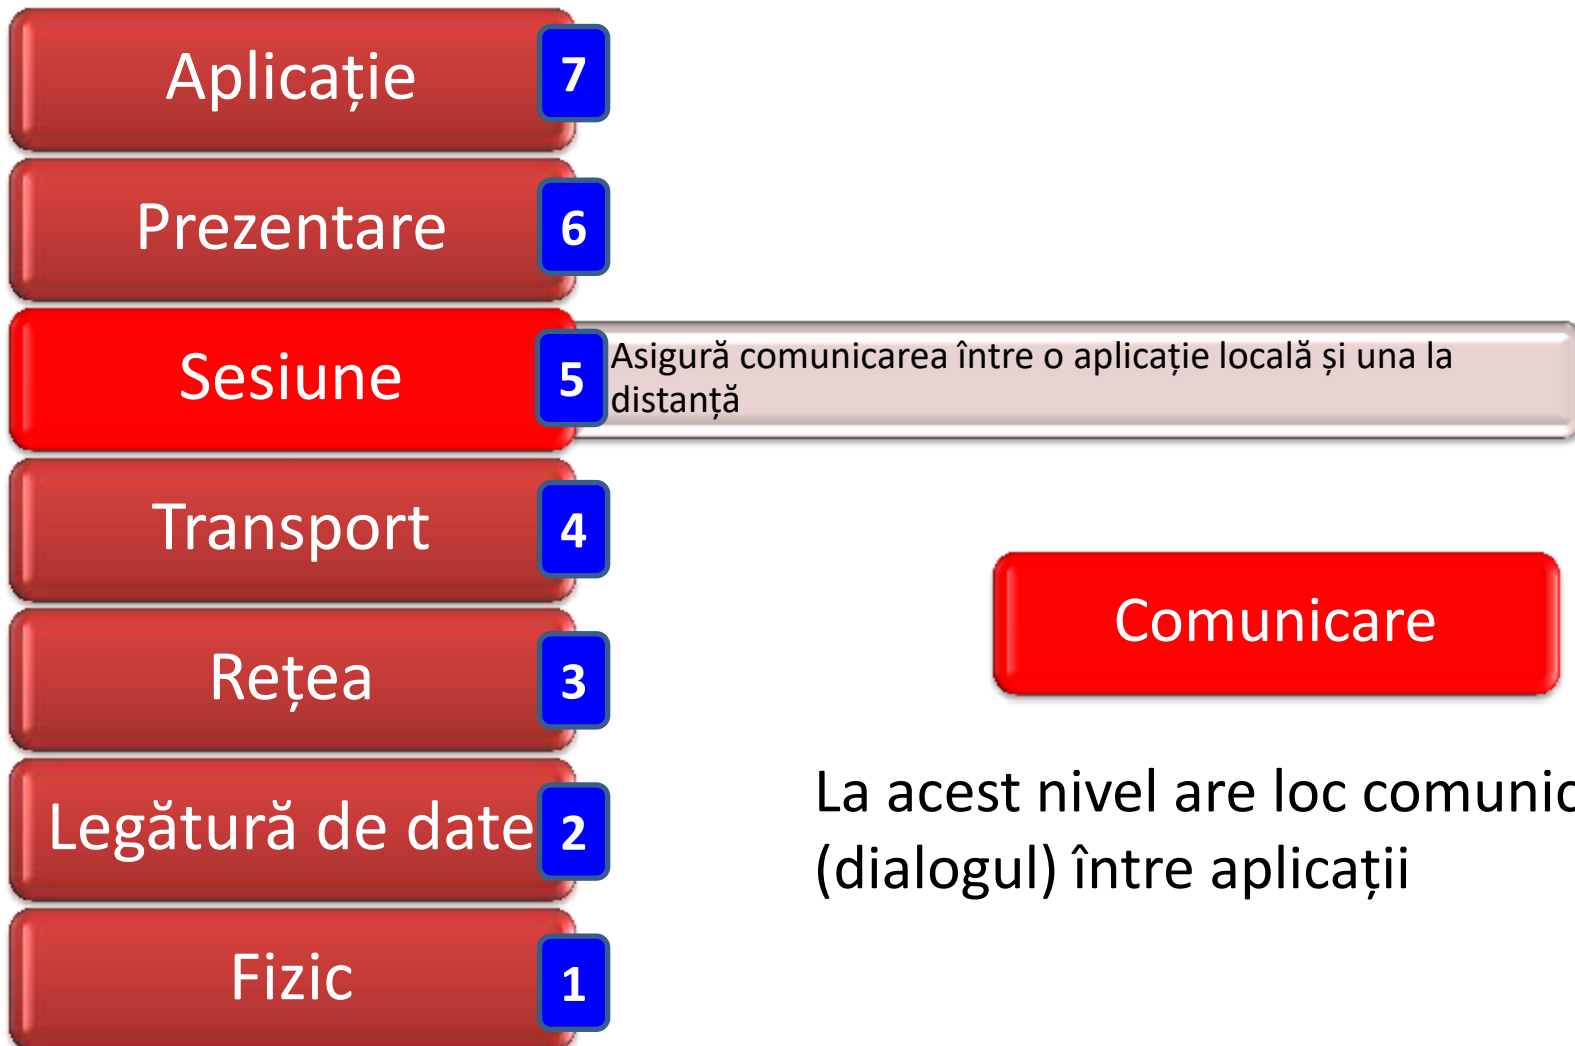 Aplicație
7
Prezentare
6
Sesiune
5
Asigură comunicarea între o aplicație locală și una la
distanță
Transport
4
Comunicare
Rețea
3
La acest nivel are loc
(dialogul) între aplicații
Legătură de date
2
Fizic
1